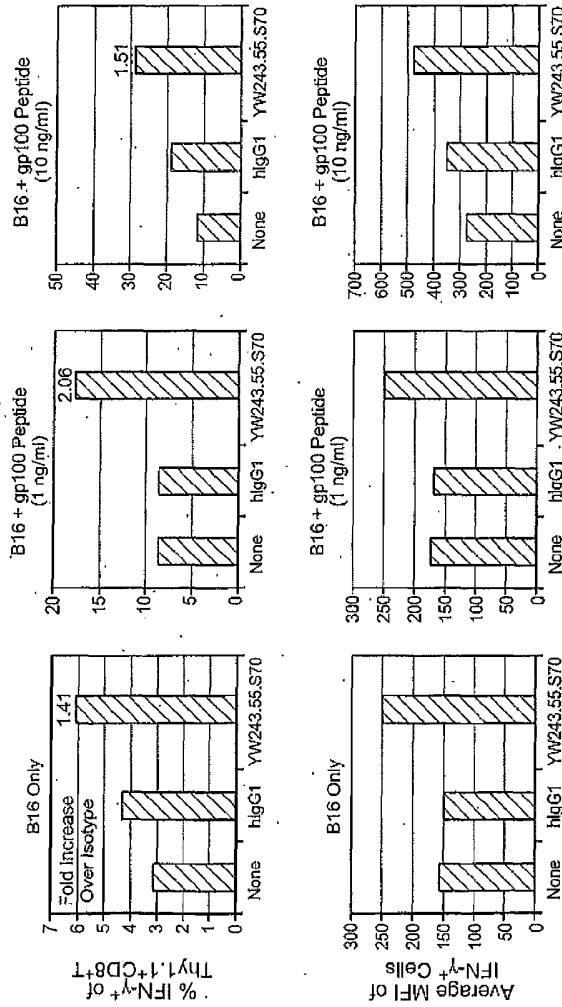 B16 Only
Fold Increase
Over Isotype
1.41
7
6
5
4
3
2
1
0
None
hIgG1
YW243.55.S70
% IFN-γ+ of
Thy1.1+CD8+T
B16 + gp100 Peptide
(1 ng/ml)
2.06
20
15
10
5
0
None
hIgG1
YW243.55.S70
B16 + gp100 Peptide
(10 ng/ml)
1.51
50
40
30
20
10
0
None
hIgG1
YW243.55.S70
B16 Only
300
250
200
150
100
50
0
None
hIgG1
YW243.55.S70
Average MFI of
IFN-γ+ Cells
B16 + gp100 Peptide
(1 ng/ml)
300
250
200
150
100
50
0
None
hIgG1
YW243.55.S70
B16 + gp100 Peptide
(10 ng/ml)
700
600
500
400
300
200
100
0
None
hIgG1
YW243.55.S70